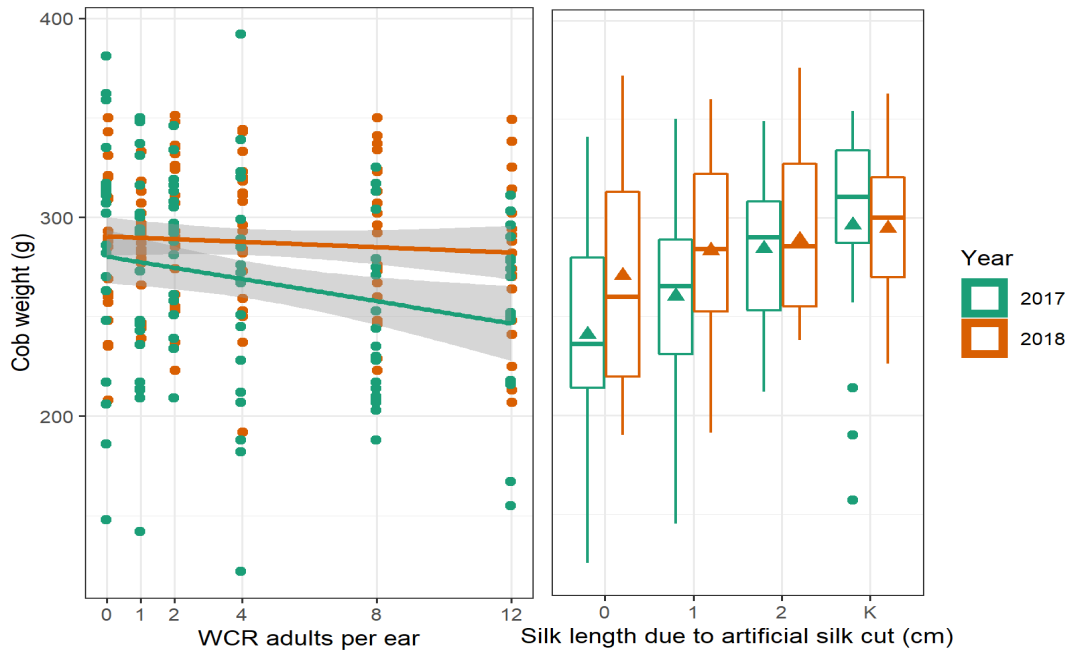 Cob weight (g)
400
300
200
0 1 2 4 8 12
WCR adults per ear
0 1 2 K
Silk length due to artificial silk cut (cm)
Year
2017
2018